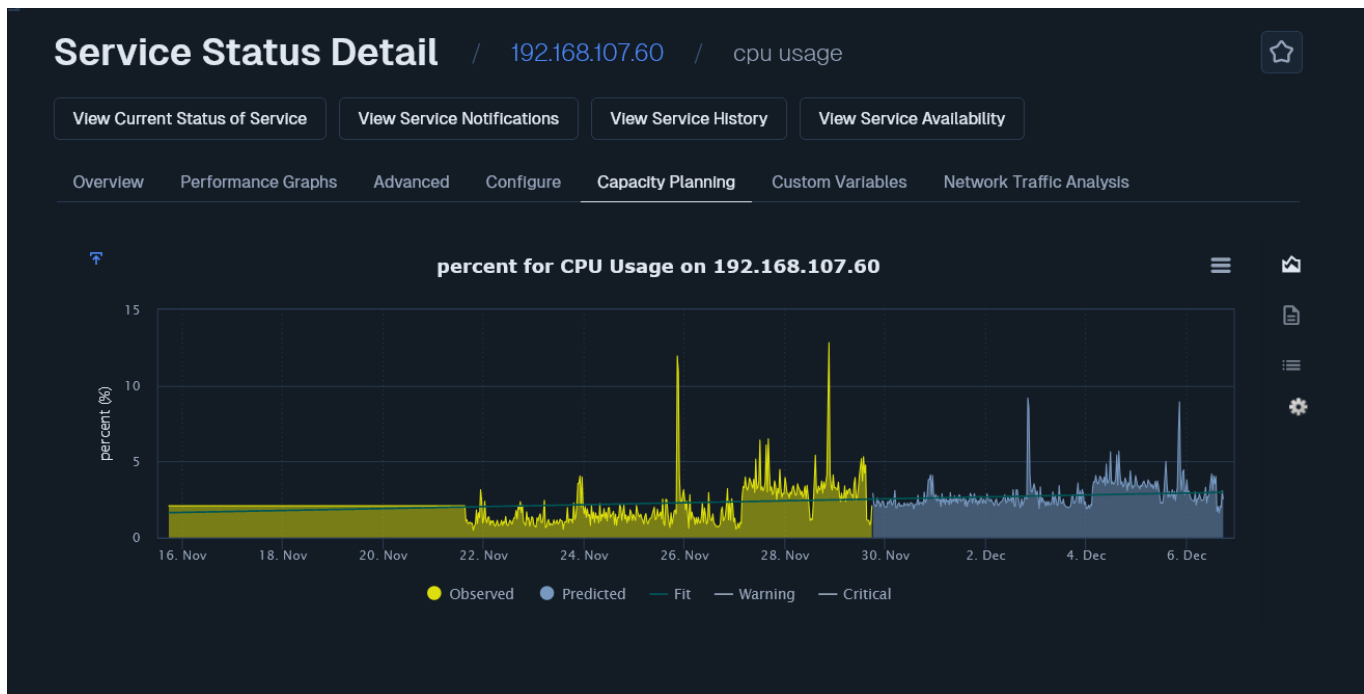 Service Status Detail / 192.168.107.60 / cpu usage
View Current Status of Service View Service Notifications View Service History View Service Availability
Overview Performance Graphs Advanced Configure Capacity Planning Custom Variables Network Traffic Analysis
percent for CPU Usage on 192.168.107.60
percent (%)
15
10
5
0
16. Nov 18. Nov 20. Nov 22. Nov 24. Nov 26. Nov 28. Nov 30. Nov 2. Dec 4. Dec 6. Dec
Observed Predicted Fit Warning Critical